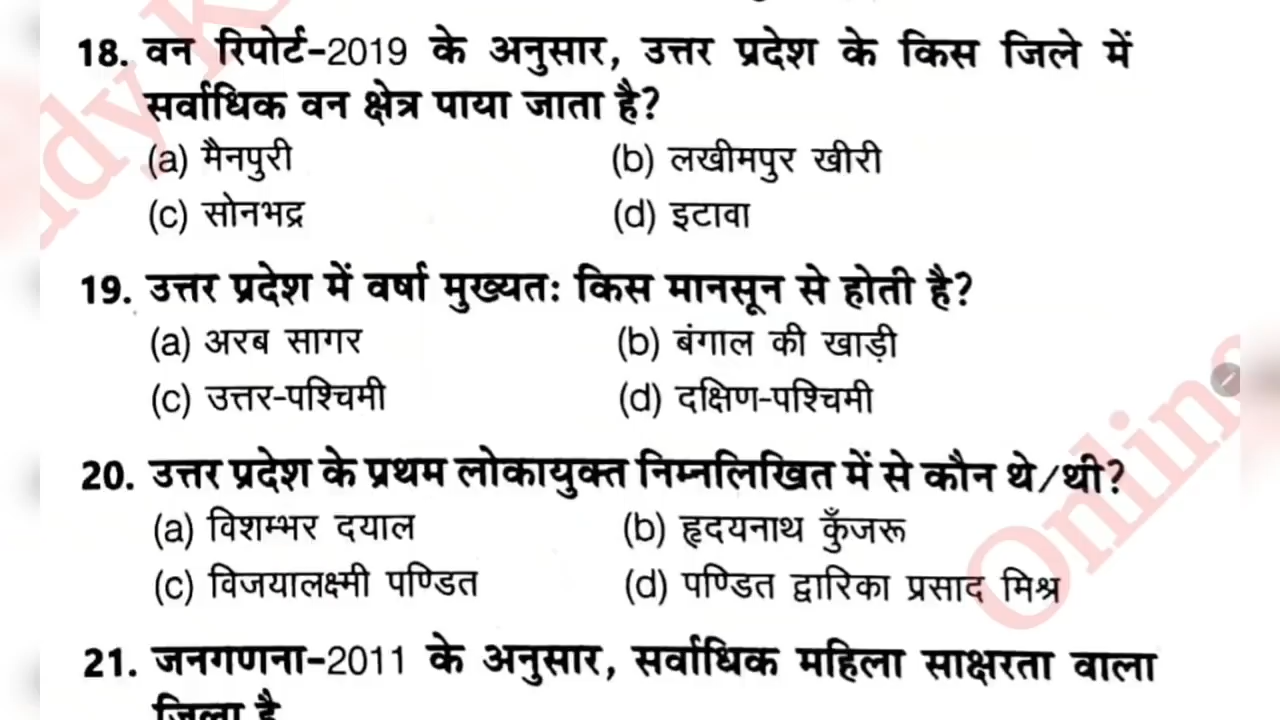 18. वन रिपोर्ट-2019 के अनुसार, उत्तर प्रदेश के किस जिले में
सर्वाधिक वन क्षेत्र पाया जाता है?
(a) मैनपुरी (b) लखीमपुर खीरी
(c) सोनभद्र (d) इटावा
19. उत्तर प्रदेश में वर्षा मुख्यतः किस मानसून से होती है?
(a) अरब सागर (b) बंगाल की खाड़ी
(c) उत्तर-पश्चिमी (d) दक्षिण-पश्चिमी
20. उत्तर प्रदेश के प्रथम लोकायुक्त निम्नलिखित में से कौन थे/थी?
(a) विशम्भर दयाल (b) हृदयनाथ कुँजरू
(c) विजयालक्ष्मी पण्डित (d) पण्डित द्वारिका प्रसाद मिश्र
21. जनगणना-2011 के अनुसार, सर्वाधिक महिला साक्षरता वाला
जिला है
Online